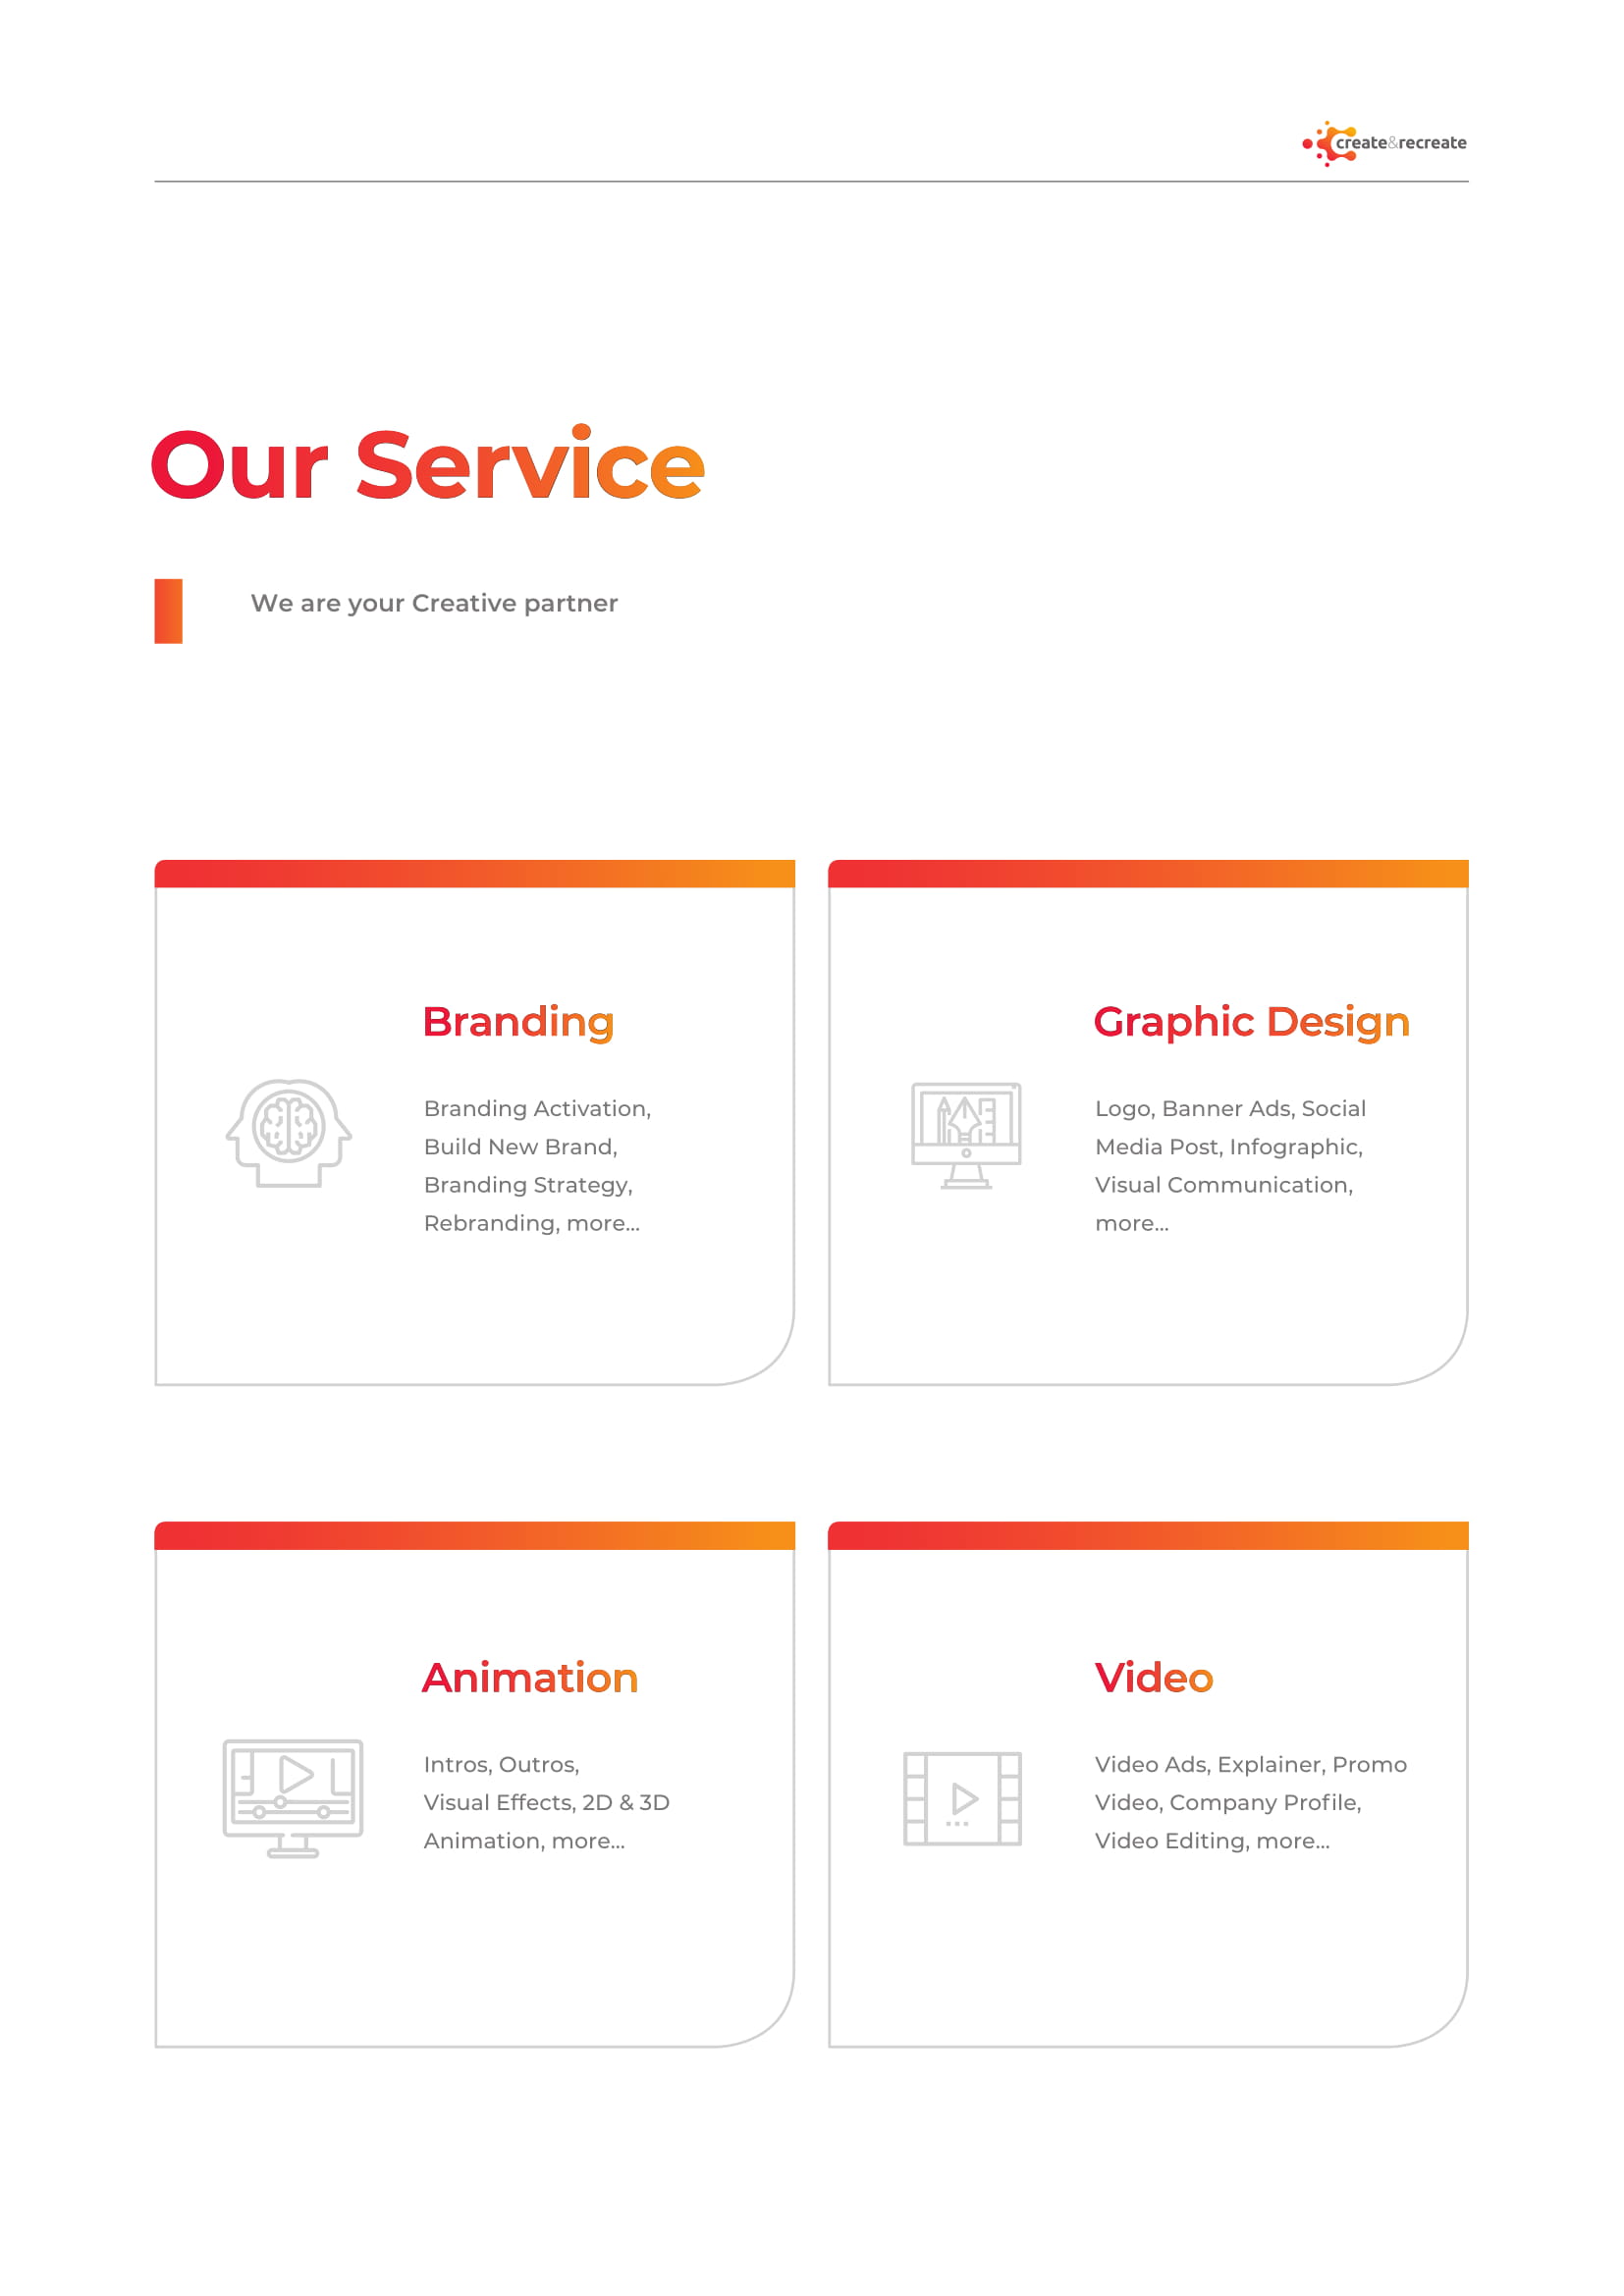 create&recreate
Our Service
We are your Creative partner
Branding
Branding Activation,
Build New Brand,
Branding Strategy,
Rebranding, more...
Graphic Design
Logo, Banner Ads, Social
Media Post, Infographic,
Visual Communication,
more...
Animation
Intros, Outros,
Visual Effects, 2D & 3D
Animation, more...
Video
Video Ads, Explainer, Promo
Video, Company Profile,
Video Editing, more...